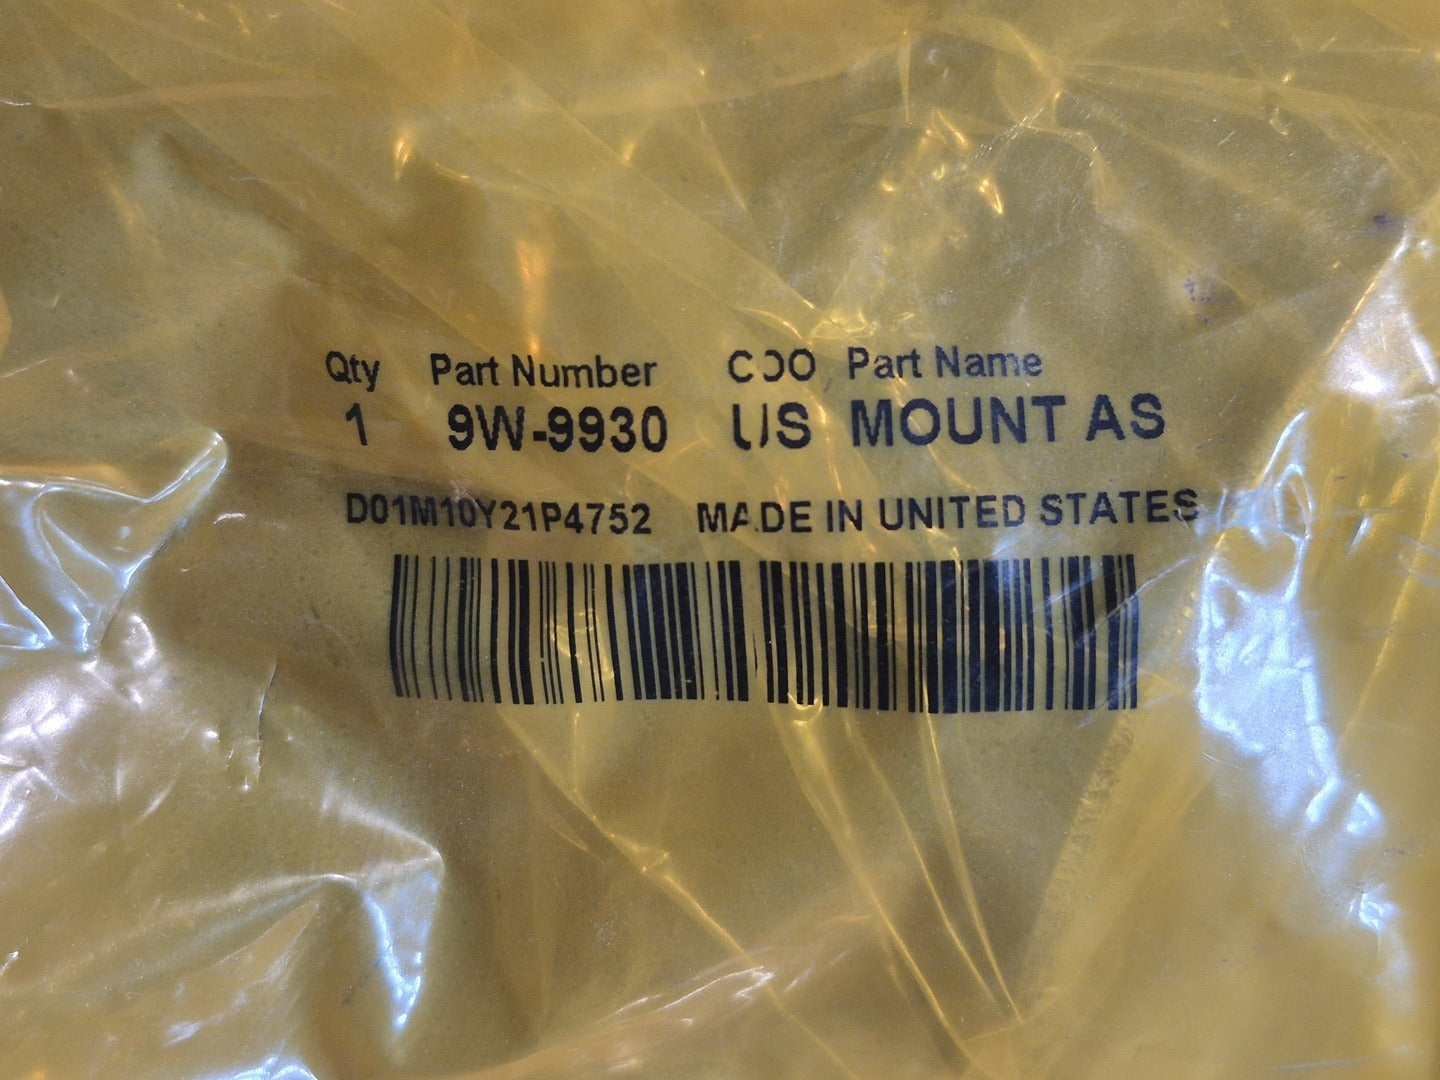 Qty Part Number COO Part Name
1 9W-9930 US MOUNT AS
D01M10Y21P4752 MADE IN UNITED STATES